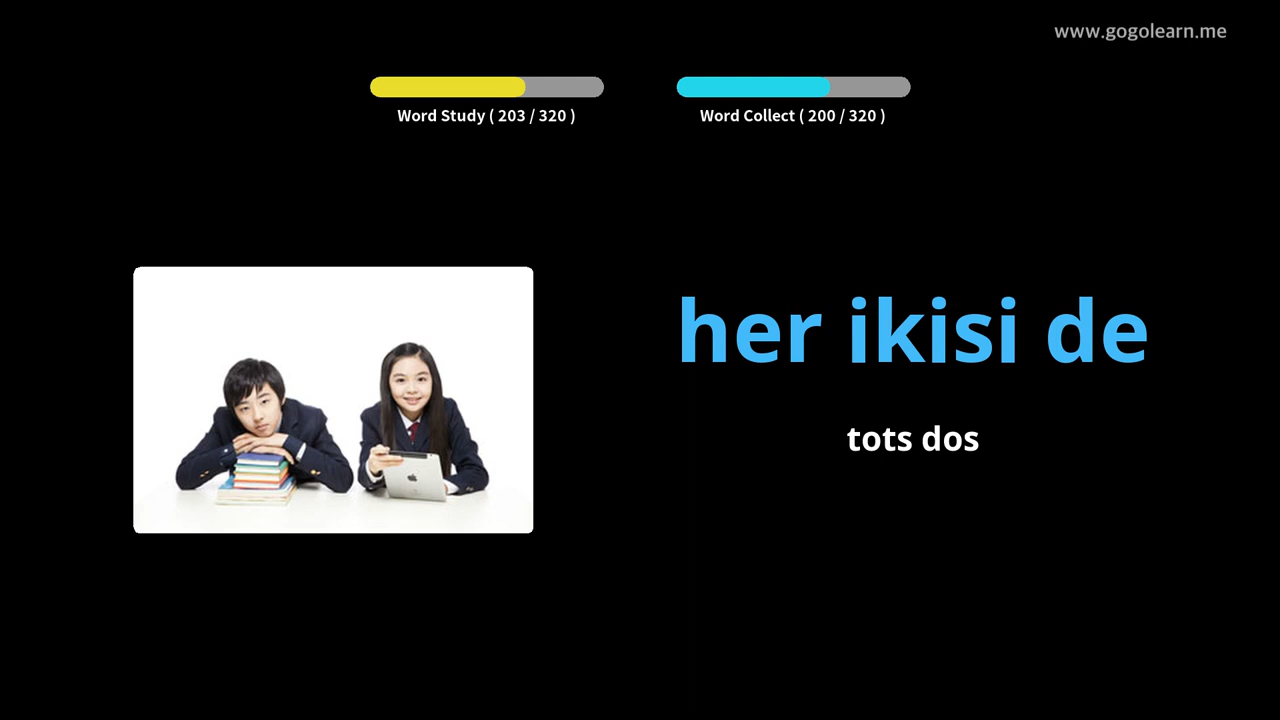 www.gogolearn.me
Word Study ( 203 / 320 )
Word Collect ( 200 / 320 )
her ikisi de
tots dos